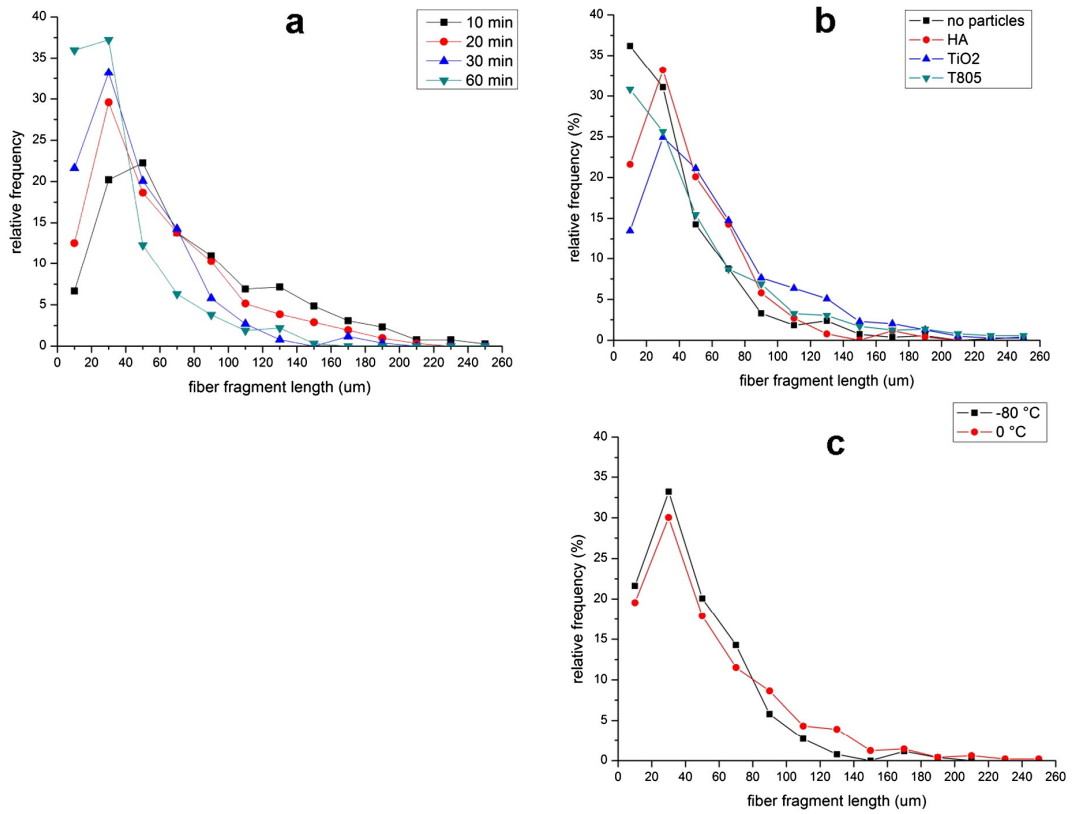 a
10 min
20 min
30 min
60 min
relative frequency
40
35
30
25
20
15
10
5
0
0 20 40 60 80 100 120 140 160 180 200 220 240 260
fiber fragment length (um)
b
no particles
HA
TiO2
T805
relative frequency (%)
40
35
30
25
20
15
10
5
0
0 20 40 60 80 100 120 140 160 180 200 220 240 260
fiber fragment length (um)
c
-80 °C
0 °C
relative frequency (%)
40
35
30
25
20
15
10
5
0
0 20 40 60 80 100 120 140 160 180 200 220 240 260
fiber fragment length (um)